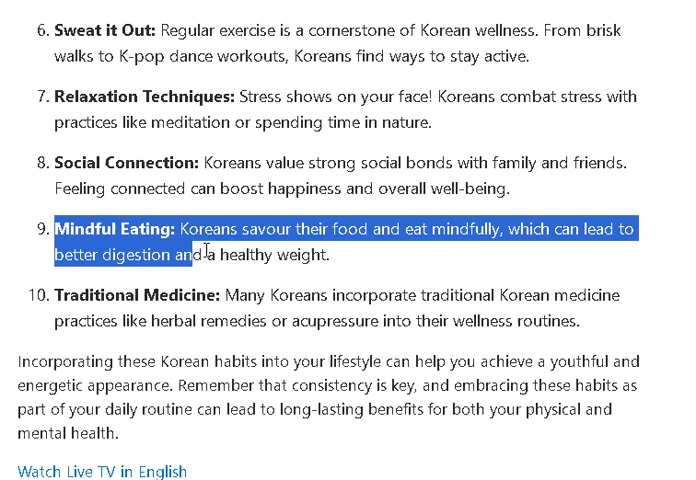 6. Sweat it Out: Regular exercise is a cornerstone of Korean wellness. From brisk
walks to K-pop dance workouts, Koreans find ways to stay active.
7. Relaxation Techniques: Stress shows on your face! Koreans combat stress with
practices like meditation or spending time in nature.
8. Social Connection: Koreans value strong social bonds with family and friends.
Feeling connected can boost happiness and overall well-being.
9. Mindful Eating: Koreans savour their food and eat mindfully, which can lead to
better digestion and a healthy weight.
10. Traditional Medicine: Many Koreans incorporate traditional Korean medicine
practices like herbal remedies or acupressure into their wellness routines.
Incorporating these Korean habits into your lifestyle can help you achieve a youthful and
energetic appearance. Remember that consistency is key, and embracing these habits as
part of your daily routine can lead to long-lasting benefits for both your physical and
mental health.
Watch Live TV in English